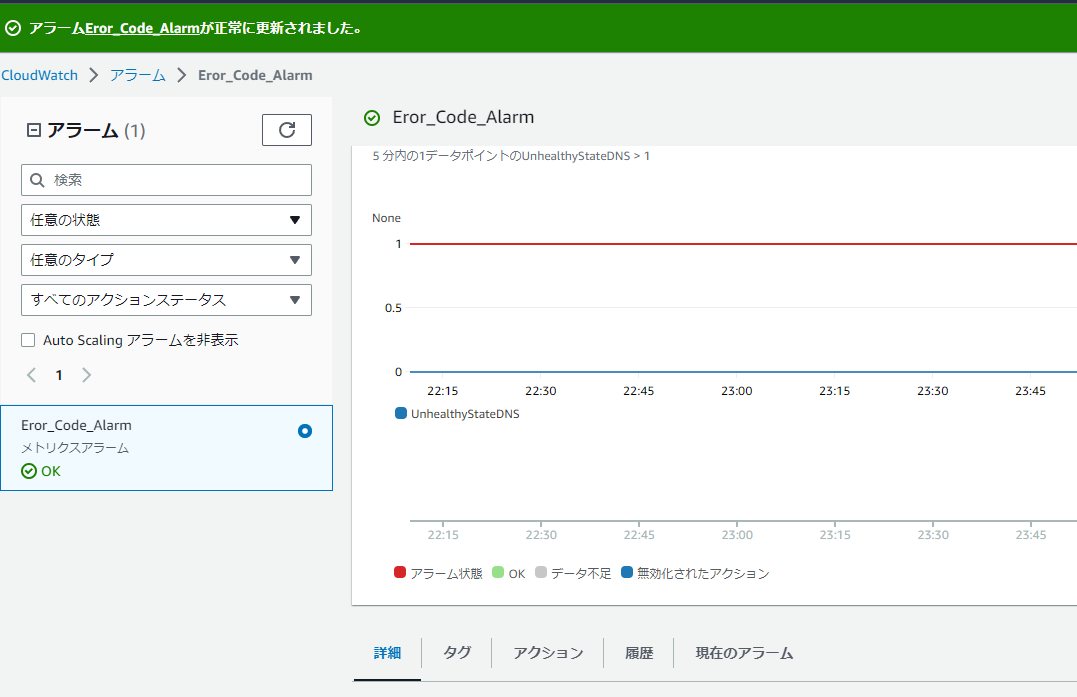 アラームEror_Code_Alarmが正常に更新されました。
CloudWatch > アラーム > Eror_Code_Alarm
アラーム (1)
検索
任意の状態
任意のタイプ
すべてのアクションステータス
Auto Scaling アラームを非表示
1
Eror_Code_Alarm
メトリクスアラーム
OK
Eror_Code_Alarm
5 分内の1データポイントのUnhealthyStateDNS > 1
None
1
0.5
0
22:15 22:30 22:45 23:00 23:15 23:30 23:45
UnhealthyStateDNS
22:15 22:30 22:45 23:00 23:15 23:30 23:45
アラーム状態 OK データ不足 無効化されたアクション
詳細 タグ アクション 履歴 現在のアラーム